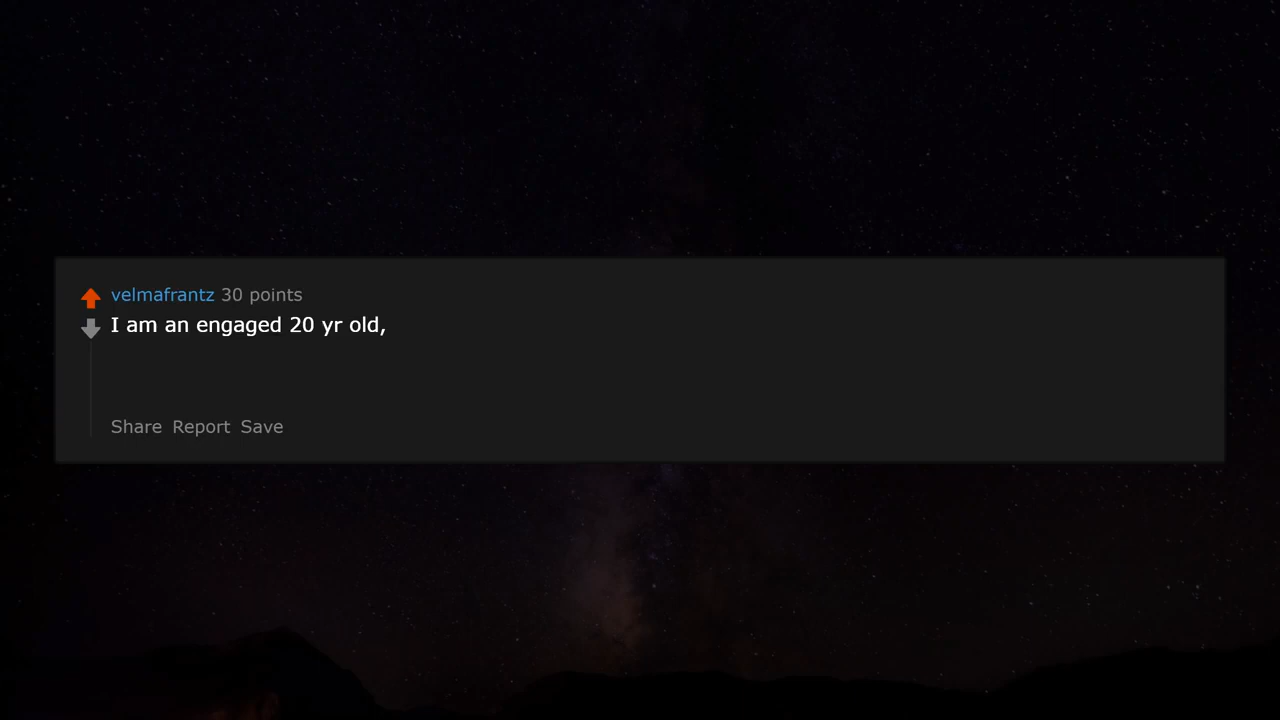 velmafrantz 30 points
I am an engaged 20 yr old,
Share Report Save